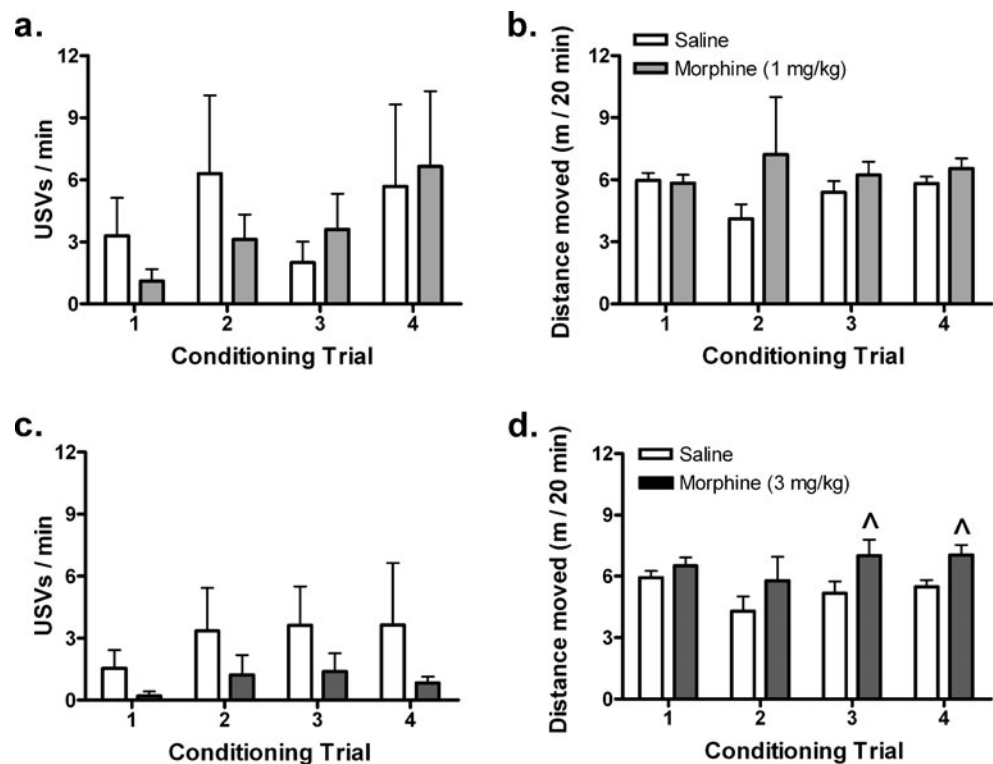 a.
12
9
6
3
0
USVs / min
1 2 3 4
Conditioning Trial
b.
Saline
Morphine (1 mg/kg)
12
9
6
3
0
Distance moved (m / 20 min)
1 2 3 4
Conditioning Trial
c.
12
9
6
3
0
USVs / min
1 2 3 4
Conditioning Trial
d.
Saline
Morphine (3 mg/kg)
12
9
6
3
0
Distance moved (m / 20 min)
^ ^
1 2 3 4
Conditioning Trial